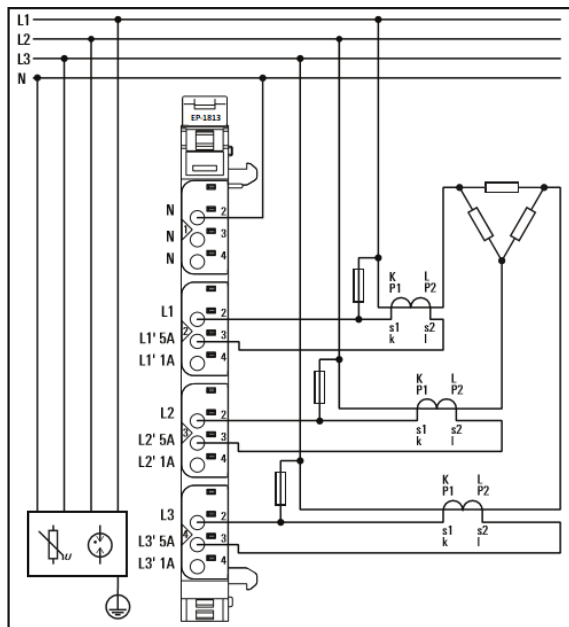 L1
L2
L3
N
EP-1813
N 2
1
N 3
N 4
L1 2
2
L1' 5A 3
L1' 1A 4
L2 2
3
L2' 5A 3
L2' 1A 4
L3 2
4
L3' 5A 3
L3' 1A 4
K L
P1 P2
s1 s2
k l
K L
P1 P2
s1 s2
k l
K L
P1 P2
s1 s2
k l
U